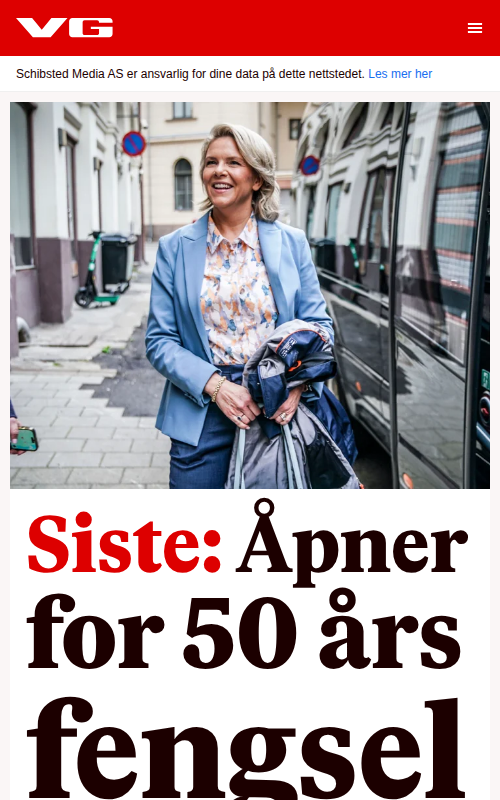 VG
Schibsted Media AS er ansvarlig for dine data på dette nettstedet. Les mer her
Siste: Åpner
for 50 års
fengsel